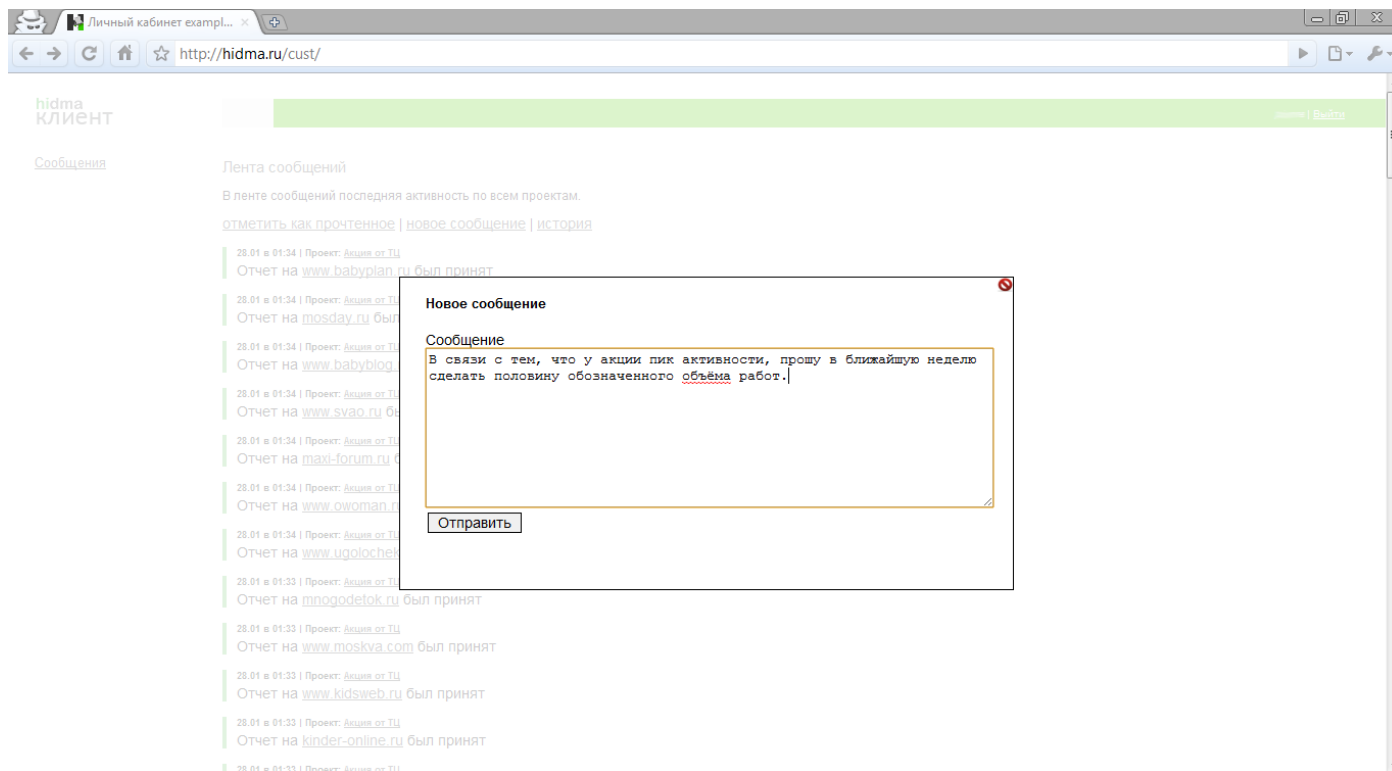 Личный кабинет exampl...
http://hidma.ru/cust/
hidma
клиент
Выйти
Сообщения
Лента сообщений
В ленте сообщений последняя активность по всем проектам.
отметить как прочтенное | новое сообщение | история
28.01 в 01:34 | Проект: Акция от ТЦ
Отчет на www.babyplan.ru был принят
28.01 в 01:34 | Проект: Акция от ТЦ
Отчет на mosday.ru был
28.01 в 01:34 | Проект: Акция от ТЦ
Отчет на www.babyblog.
28.01 в 01:34 | Проект: Акция от ТЦ
Отчет на www.svao.ru бы
28.01 в 01:34 | Проект: Акция от ТЦ
Отчет на maxi-forum.ru б
28.01 в 01:34 | Проект: Акция от ТЦ
Отчет на www.owoman.r
28.01 в 01:34 | Проект: Акция от ТЦ
Отчет на www.ugolochek
28.01 в 01:33 | Проект: Акция от ТЦ
Отчет на mnogodetok.ru был принят
28.01 в 01:33 | Проект: Акция от ТЦ
Отчет на www.moskva.com был принят
28.01 в 01:33 | Проект: Акция от ТЦ
Отчет на www.kidsweb.ru был принят
28.01 в 01:33 | Проект: Акция от ТЦ
Отчет на kinder-online.ru был принят
28.01 в 01:33 | Проект: Акция от ТЦ
Новое сообщение
Сообщение
В связи с тем, что у акции пик активности, прошу в ближайшую неделю
сделать половину обозначенного объёма работ.
Отправить